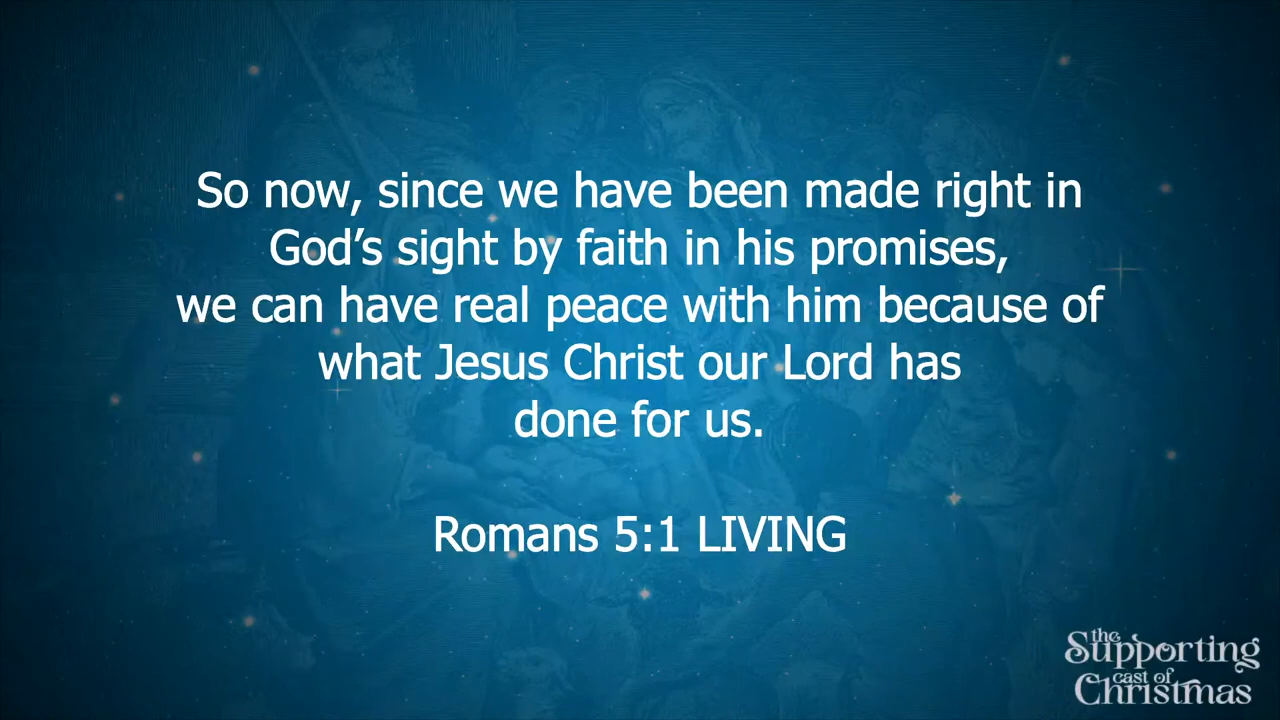 So now, since we have been made right in
God’s sight by faith in his promises,
we can have real peace with him because of
what Jesus Christ our Lord has
done for us.
Romans 5:1 LIVING
the
Supporting
cast of
Christmas